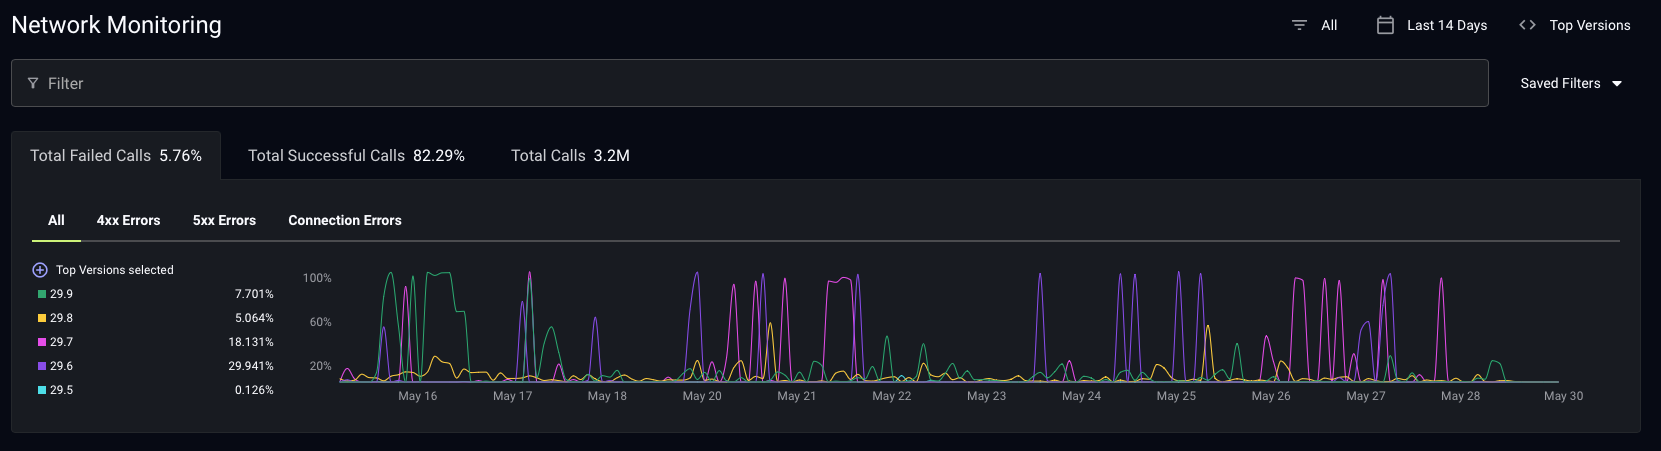 Network Monitoring
All
Last 14 Days
Top Versions
Filter
Saved Filters
Total Failed Calls 5.76%
Total Successful Calls 82.29%
Total Calls 3.2M
All
4xx Errors
5xx Errors
Connection Errors
Top Versions selected
29.9 7.701%
29.8 5.064%
29.7 18.131%
29.6 29.941%
29.5 0.126%
100%
60%
20%
May 16 May 17 May 18 May 20 May 21 May 22 May 23 May 24 May 25 May 26 May 27 May 28 May 30